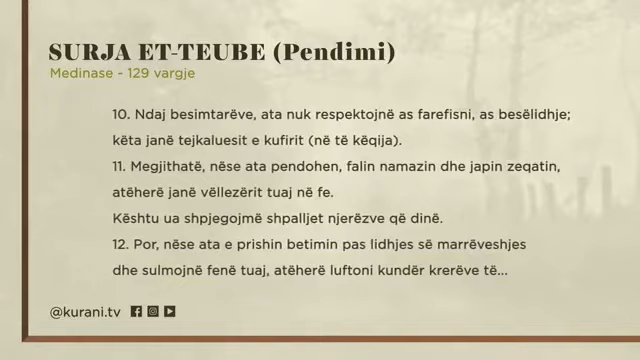 SURJA ET-TEUBE (Pendimi)
Medinase - 129 vargje
10. Ndaj besimtarëve, ata nuk respektojnë as farefisni, as besëlidhje;
këta janë tejkaluesit e kufirit (në të këqija).
11. Megjithatë, nëse ata pendohen, falin namazin dhe japin zeqatin,
atëherë janë vëllezërit tuaj në fe.
Kështu ua shpjegojmë shpalljet njerëzve që dinë.
12. Por, nëse ata e prishin betimin pas lidhjes së marrëveshjes
dhe sulmojnë fenë tuaj, atëherë luftoni kundër krerëve të...
@kurani.tv